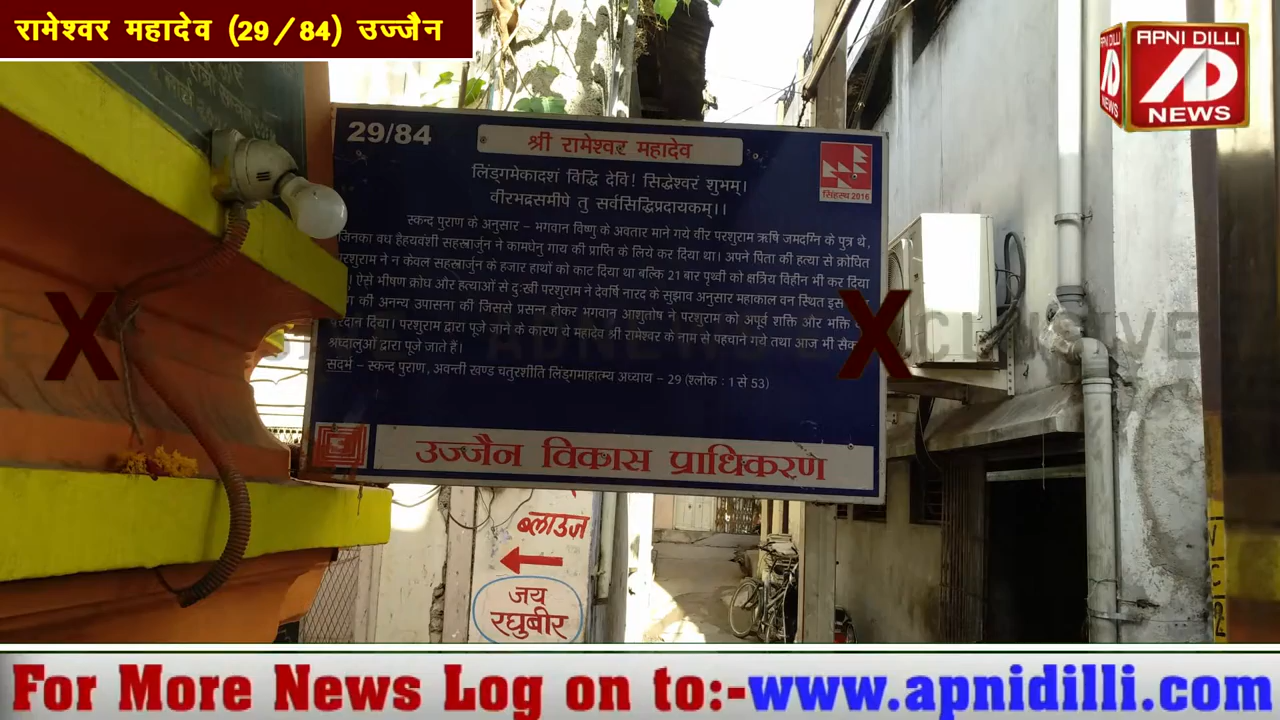 रामेश्वर महादेव (29/84) उज्जैन
APNI DILLI
AD
NEWS
29/84
श्री रामेश्वर महादेव
सिंहस्थ 2016
लिंङ्गमेकादशं विद्धि देवि! सिद्धेश्वरं शुभम्।
वीरभद्रसमीपे तु सर्वसिद्धिप्रदायकम्।।
स्कन्द पुराण के अनुसार – भगवान विष्णु के अवतार माने गये वीर परशुराम ऋषि जमदग्नि के पुत्र थे,
जिनका वध हैहयवंशी सहस्त्रार्जुन ने कामधेनु गाय की प्राप्ति के लिये कर दिया था। अपने पिता की हत्या से क्रोधित
परशुराम ने न केवल सहस्त्रार्जुन के हजार हाथों को काट दिया था बल्कि 21 बार पृथ्वी को क्षत्रिय विहीन भी कर दिया
ऐसे भीषण क्रोध और हत्याओं से दुःखी परशुराम ने देवर्षि नारद के सुझाव अनुसार महाकाल वन स्थित इस
की अनन्य उपासना की जिससे प्रसन्न होकर भगवान आशुतोष ने परशुराम को अपूर्व शक्ति और भक्ति
वरदान दिया। परशुराम द्वारा पूजे जाने के कारण ये महादेव श्री रामेश्वर के नाम से पहचाने गये तथा आज भी
श्रध्दालुओं द्वारा पूजे जाते हैं।
सदर्भ – स्कन्द पुराण, अवन्ती खण्ड चतुरशीति लिंङ्गमाहात्म्य अध्याय – 29 (श्लोक : 1 से 53)
उज्जैन विकास प्राधिकरण
ब्लाउज
जय
रघुबीर
For More News Log on to:-www.apnidilli.com